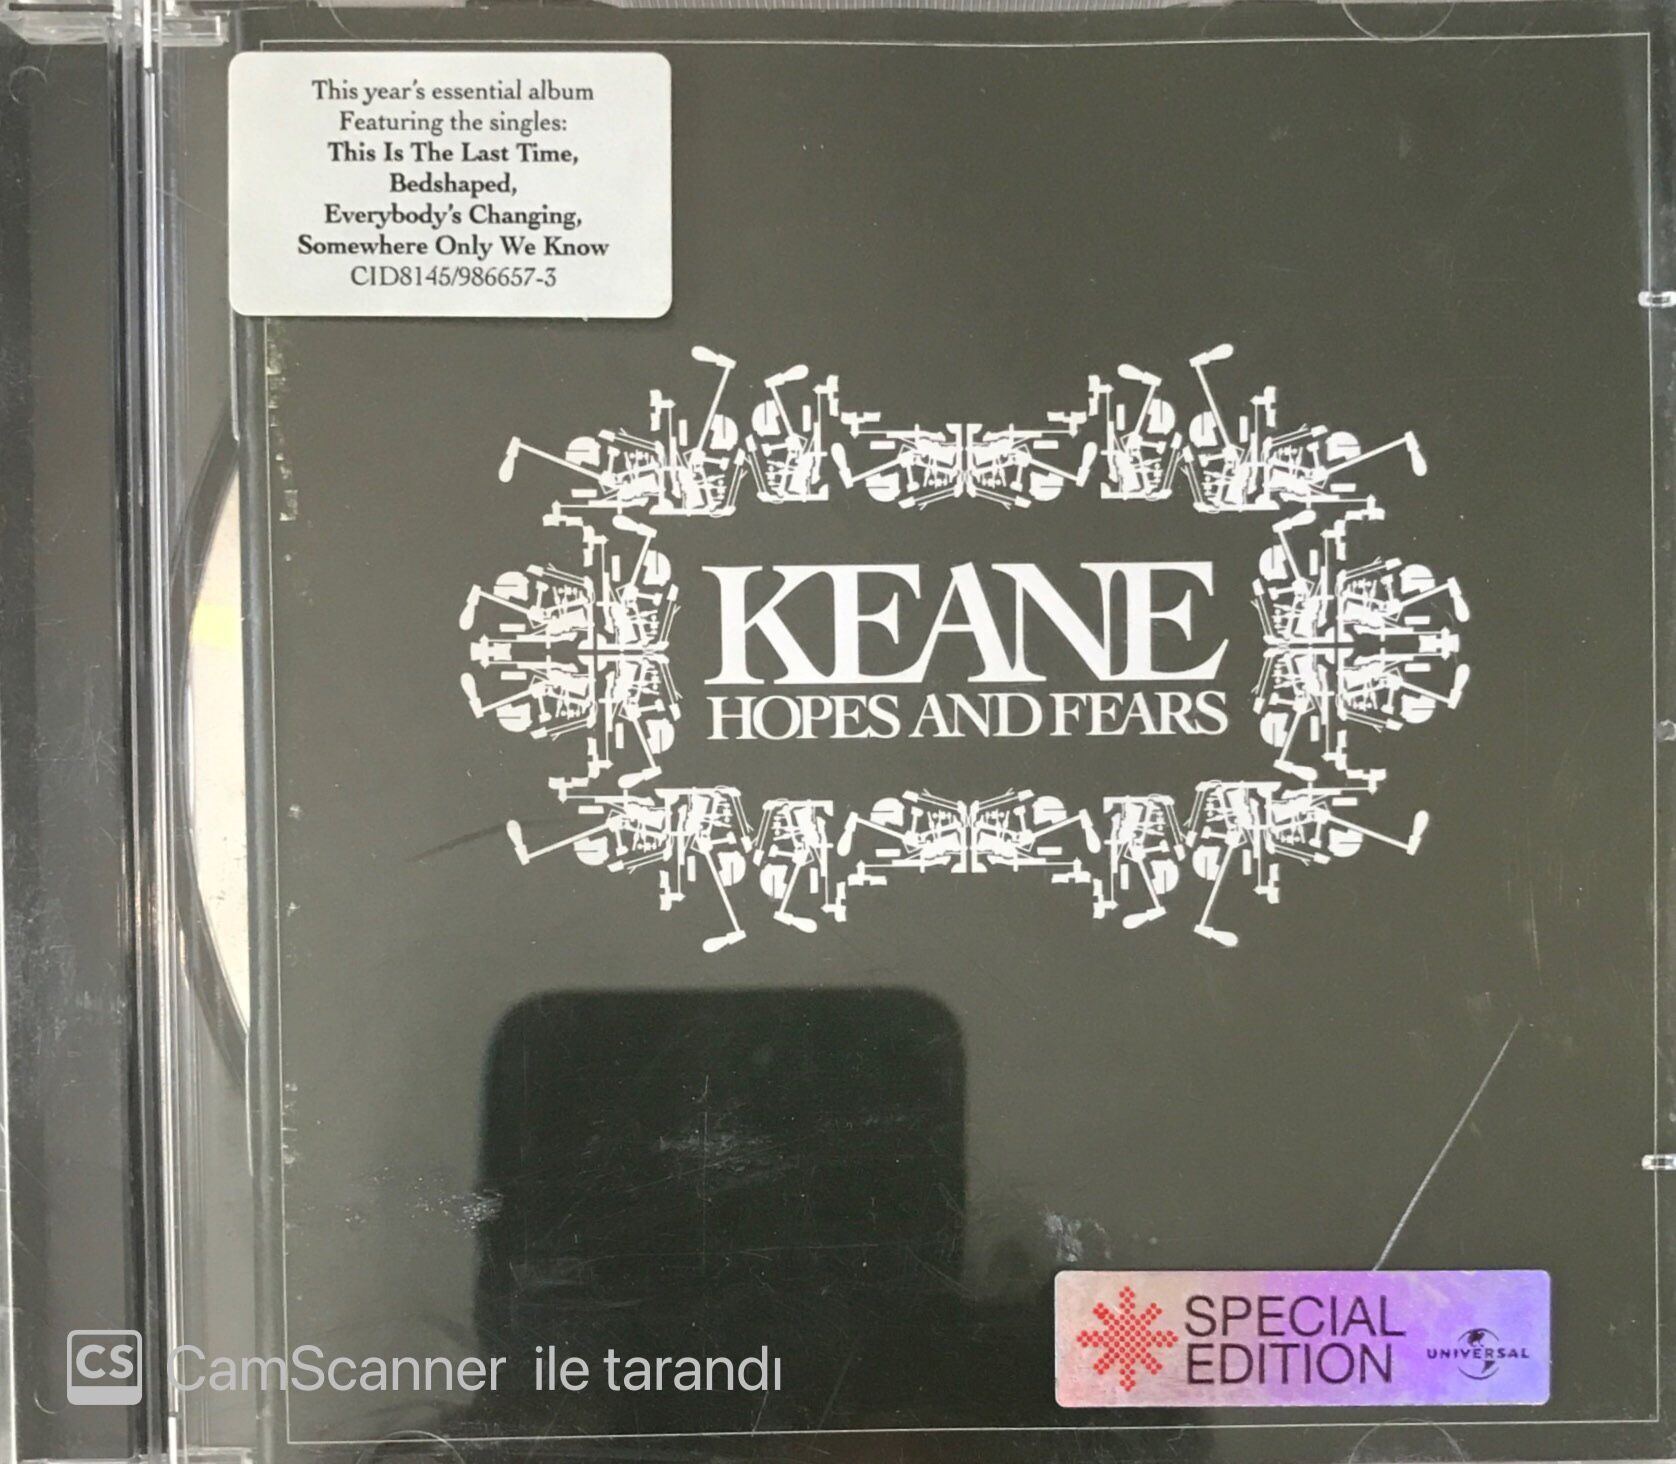 This year's essential album
Featuring the singles:
This Is The Last Time,
Bedshaped,
Everybody's Changing,
Somewhere Only We Know
CID8145/986657-3
KEANE
HOPES AND FEARS
SPECIAL
EDITION
UNIVERSAL
CS CamScanner ile tarandı